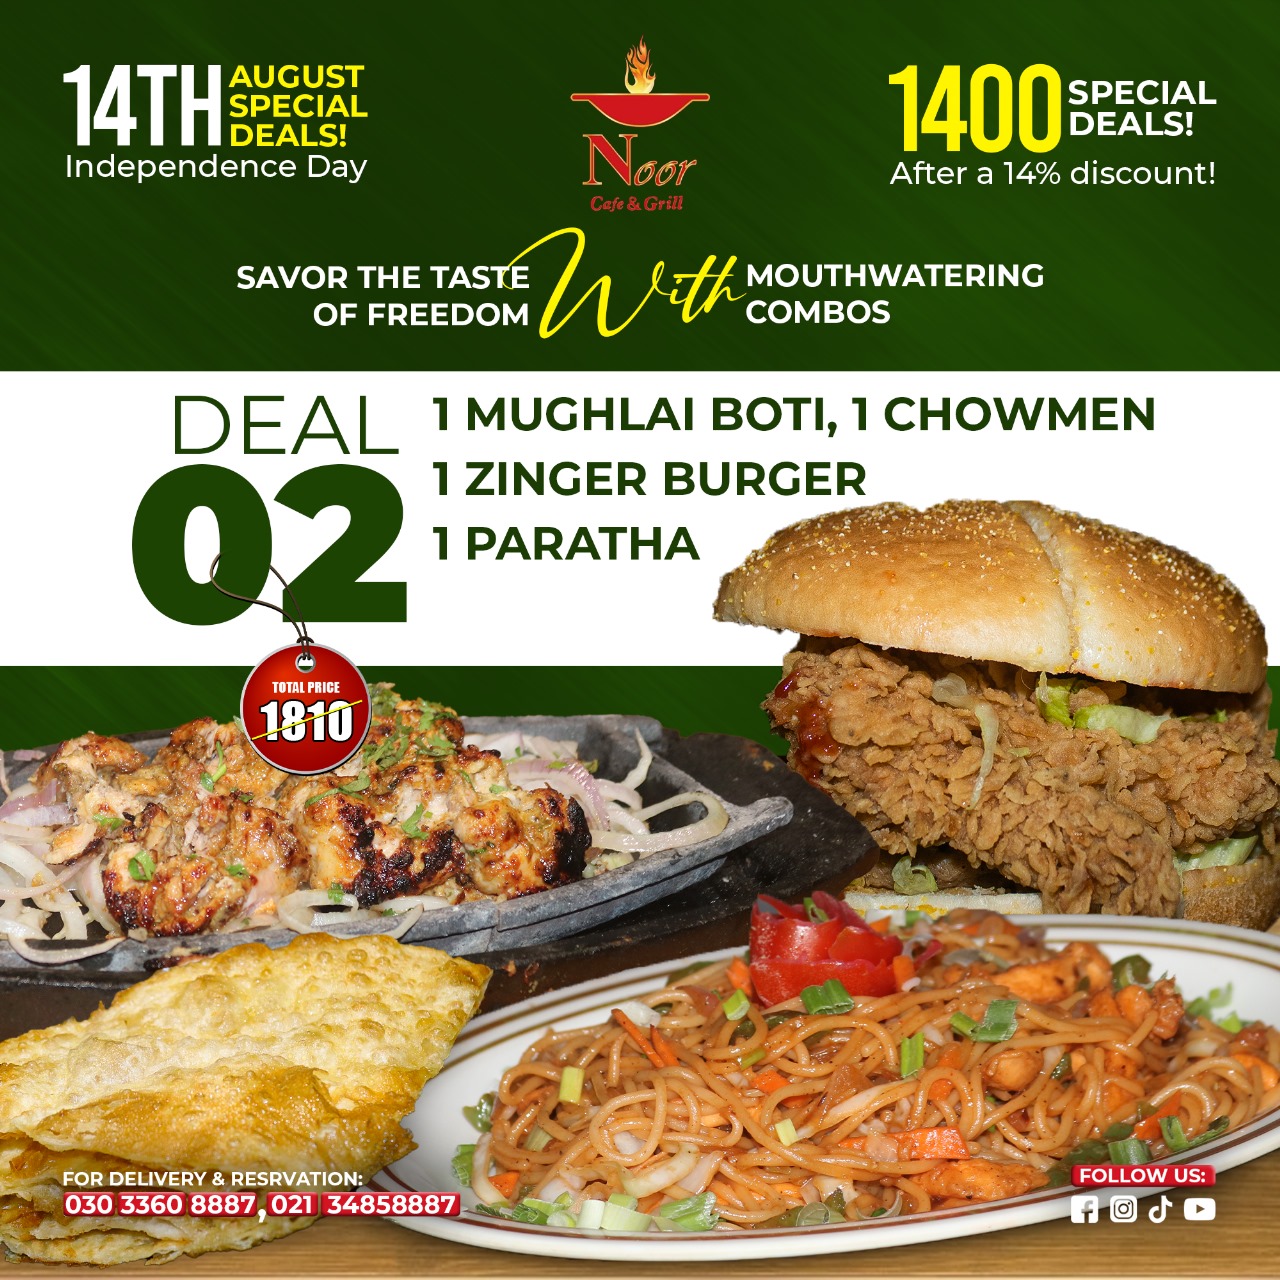 14TH
AUGUST
SPECIAL
DEALS!
Independence Day
Noor
Cafe & Grill
1400
SPECIAL
DEALS!
After a 14% discount!
SAVOR THE TASTE
OF FREEDOM
With
MOUTHWATERING
COMBOS
DEAL
02
1 MUGHLAI BOTI, 1 CHOWMEN
1 ZINGER BURGER
1 PARATHA
TOTAL PRICE
1810
FOR DELIVERY & RESRVATION:
030 3360 8887, 021 34858887
FOLLOW US: